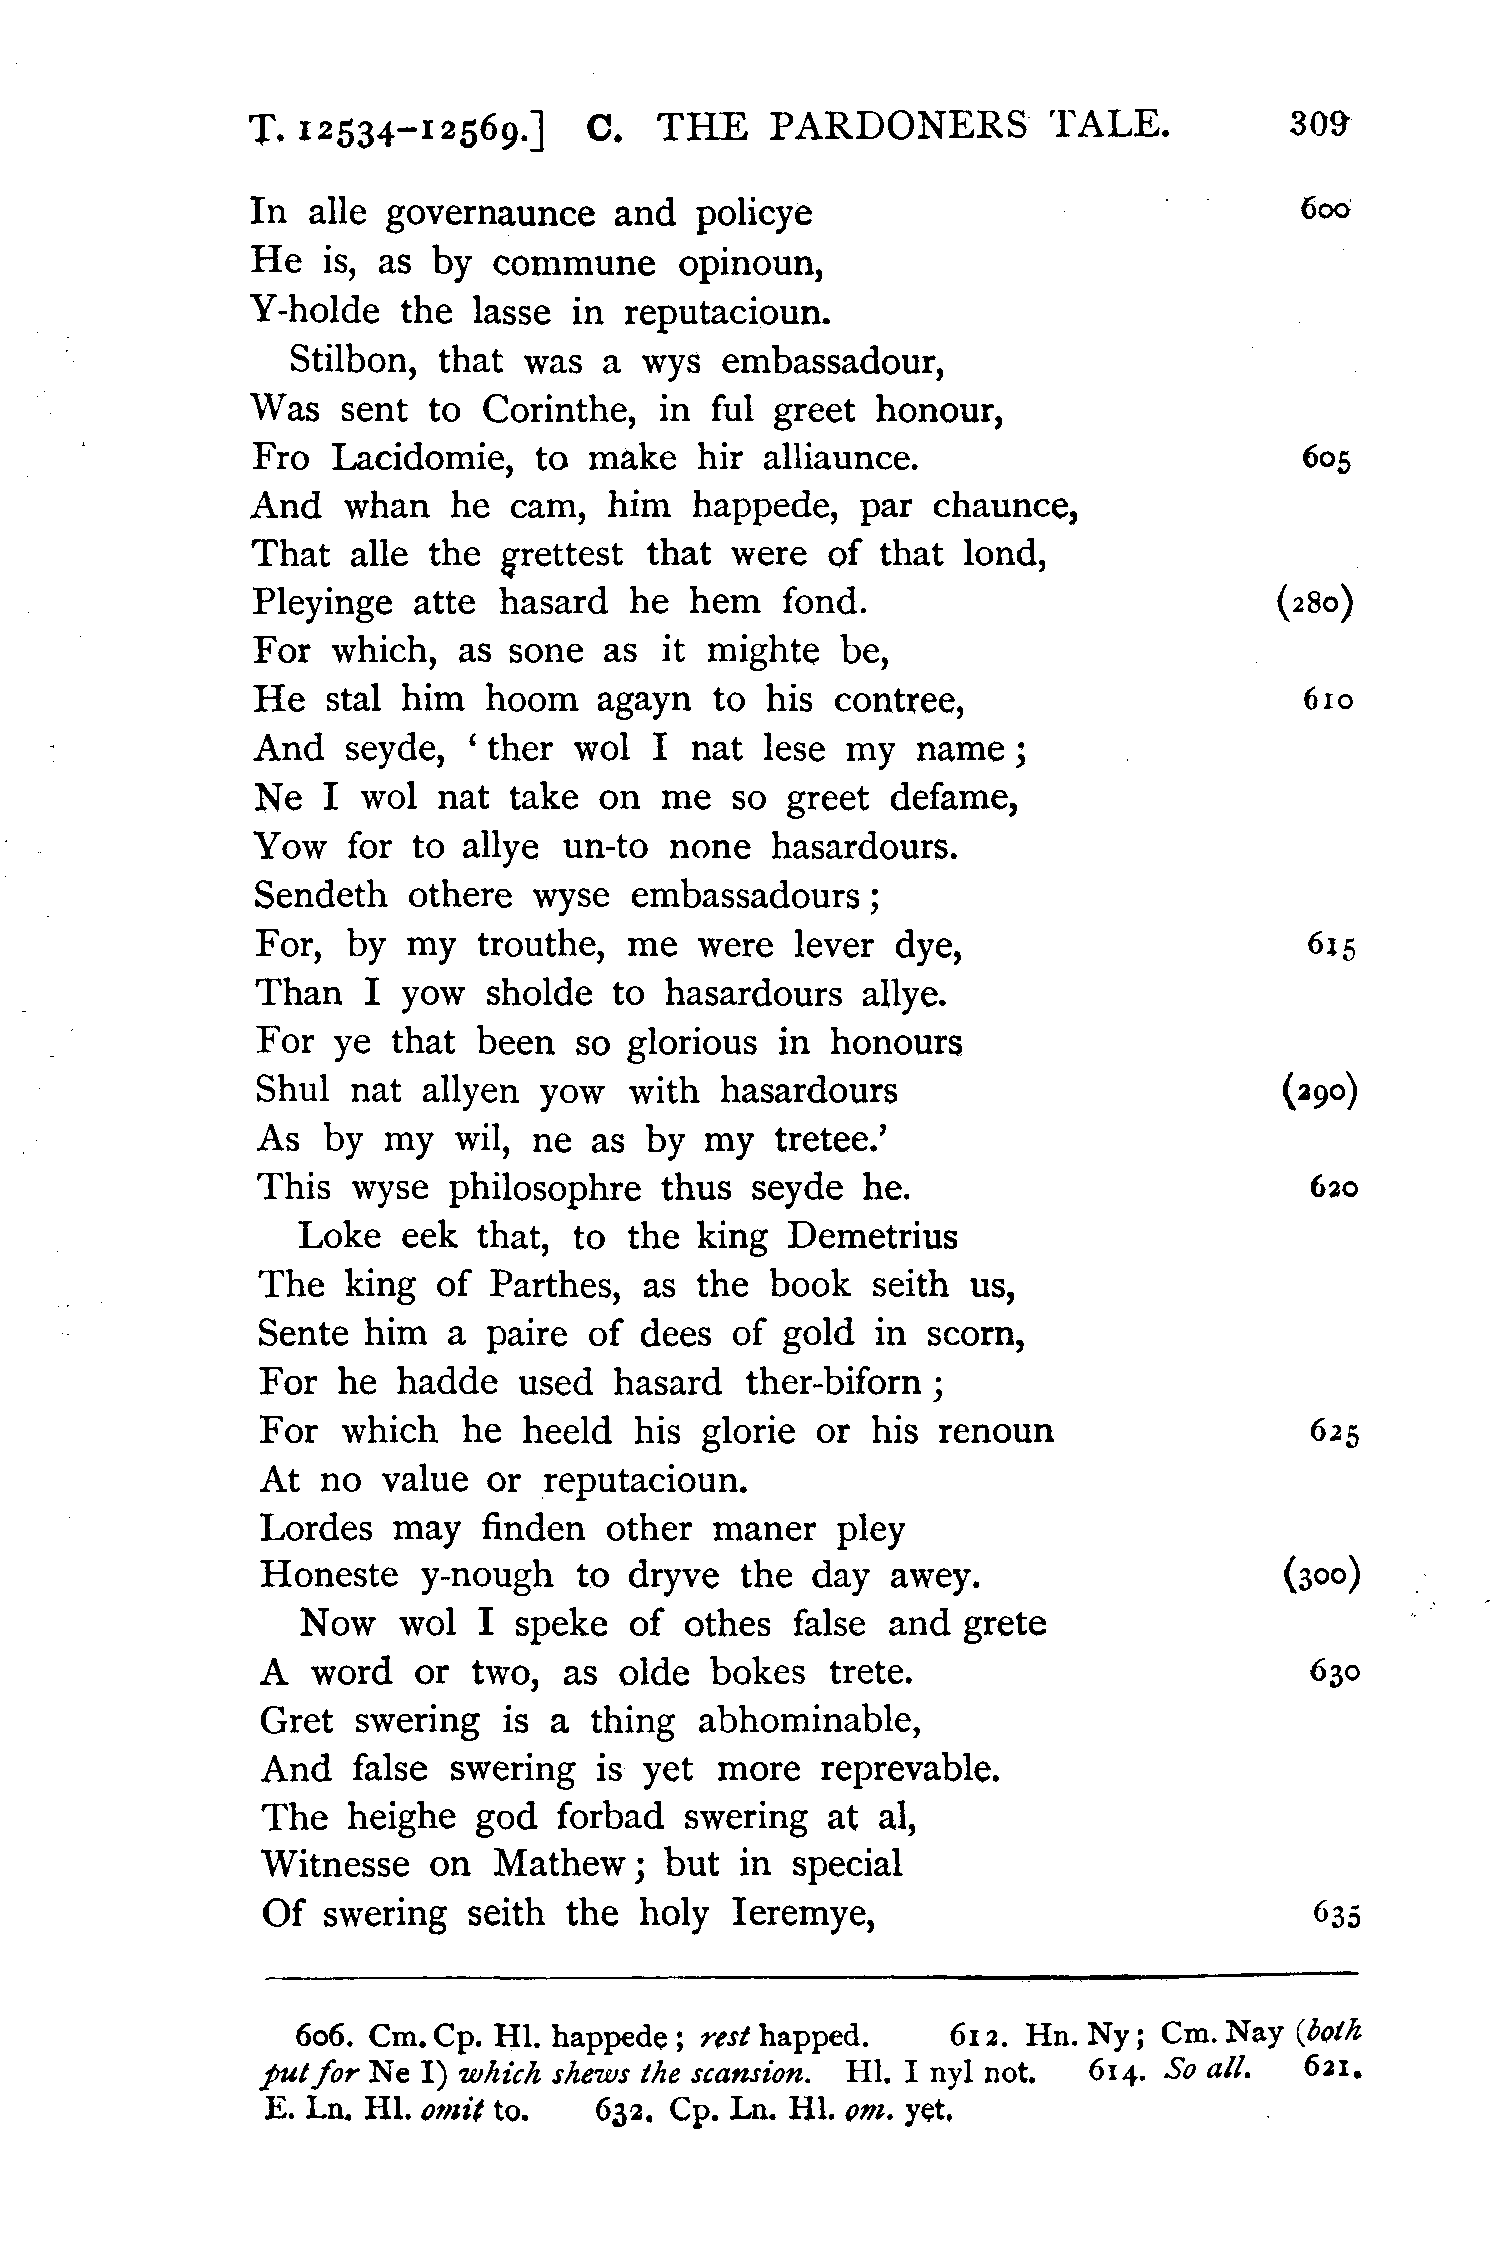 T. 12534–12569.] C. THE PARDONERS TALE. 309
In alle governaunce and policye 600
He is, as by commune opinoun,
Y-holde the lasse in reputacioun.
Stilbon, that was a wys embassadour,
Was sent to Corinthe, in ful greet honour,
Fro Lacidomie, to make hir alliaunce. 605
And whan he cam, him happede, par chaunce,
That alle the grettest that were of that lond,
Pleyinge atte hasard he hem fond. (280)
For which, as sone as it mighte be,
He stal him hoom agayn to his contree, 610
And seyde, ‘ ther wol I nat lese my name ;
Ne I wol nat take on me so greet defame,
Yow for to allye un-to none hasardours.
Sendeth othere wyse embassadours ;
For, by my trouthe, me were lever dye, 615
Than I yow sholde to hasardours allye.
For ye that been so glorious in honours
Shul nat allyen yow with hasardours (290)
As by my wil, ne as by my tretee.’
This wyse philosophre thus seyde he. 620
Loke eek that, to the king Demetrius
The king of Parthes, as the book seith us,
Sente him a paire of dees of gold in scorn,
For he hadde used hasard ther-biforn ;
For which he heeld his glorie or his renoun 625
At no value or reputacioun.
Lordes may finden other maner pley
Honeste y-nough to dryve the day awey. (300)
Now wol I speke of othes false and grete
A word or two, as olde bokes trete. 630
Gret swering is a thing abhominable,
And false swering is yet more reprevable.
The heighe god forbad swering at al,
Witnesse on Mathew ; but in special
Of swering seith the holy Ieremye, 635
606. Cm. Cp. Hl. happede ; rest happed. 612. Hn. Ny ; Cm. Nay (both
put for Ne I) which shews the scansion. Hl. I nyl not. 614. So all. 621.
E. Ln. Hl. omit to. 632. Cp. Ln. Hl. om. yet.